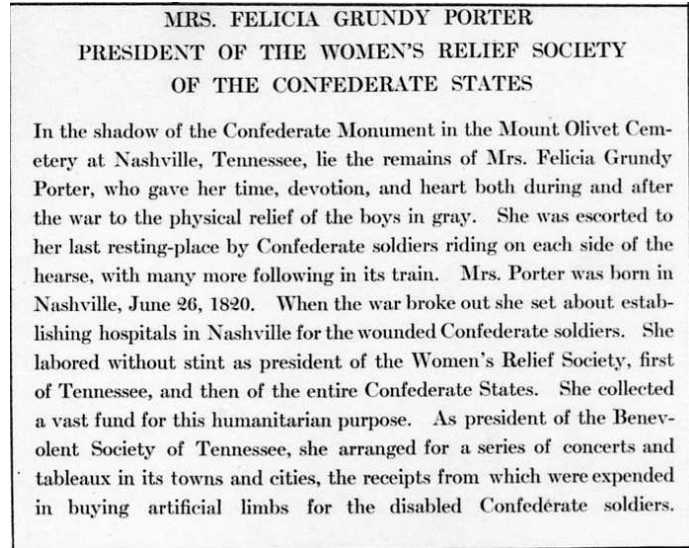 MRS. FELICIA GRUNDY PORTER
PRESIDENT OF THE WOMEN'S RELIEF SOCIETY
OF THE CONFEDERATE STATES
In the shadow of the Confederate Monument in the Mount Olivet Cem-
etery at Nashville, Tennessee, lie the remains of Mrs. Felicia Grundy
Porter, who gave her time, devotion, and heart both during and after
the war to the physical relief of the boys in gray. She was escorted to
her last resting-place by Confederate soldiers riding on each side of the
hearse, with many more following in its train. Mrs. Porter was born in
Nashville, June 26, 1820. When the war broke out she set about estab-
lishing hospitals in Nashville for the wounded Confederate soldiers. She
labored without stint as president of the Women's Relief Society, first
of Tennessee, and then of the entire Confederate States. She collected
a vast fund for this humanitarian purpose. As president of the Benev-
olent Society of Tennessee, she arranged for a series of concerts and
tableaux in its towns and cities, the receipts from which were expended
in buying artificial limbs for the disabled Confederate soldiers.